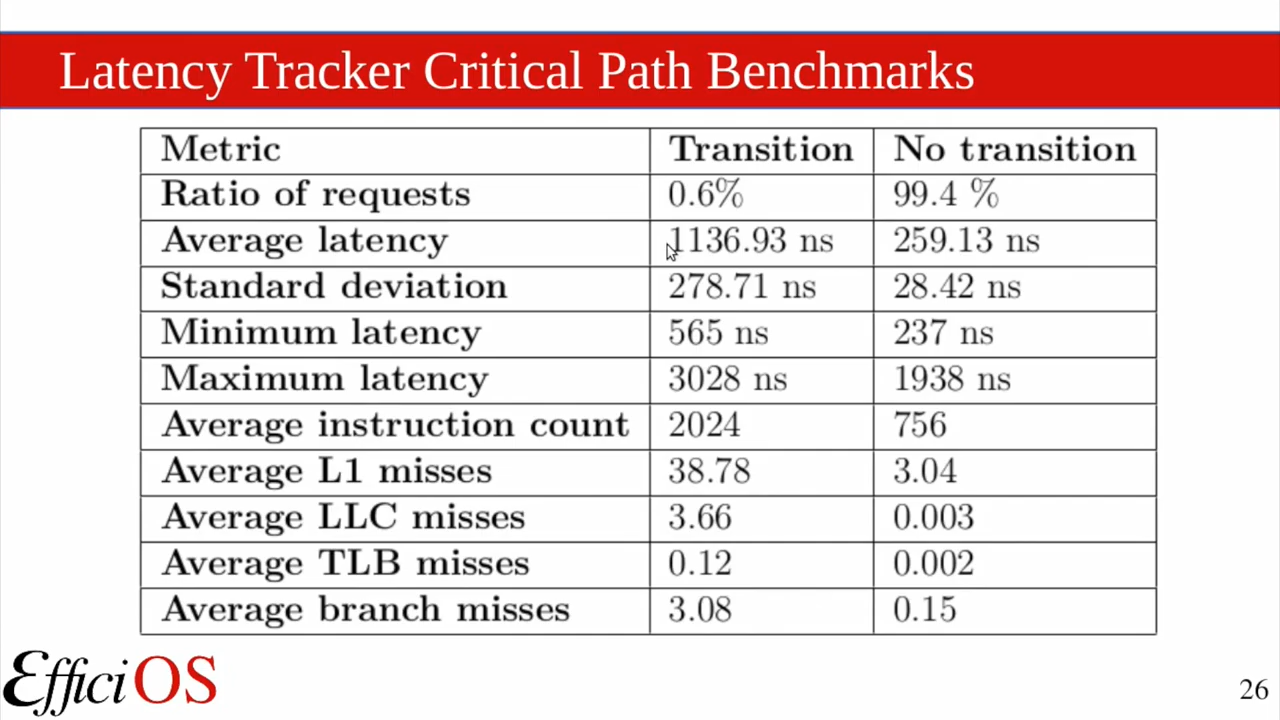 Latency Tracker Critical Path Benchmarks
Metric Transition No transition
Ratio of requests 0.6% 99.4 %
Average latency 1136.93 ns 259.13 ns
Standard deviation 278.71 ns 28.42 ns
Minimum latency 565 ns 237 ns
Maximum latency 3028 ns 1938 ns
Average instruction count 2024 756
Average L1 misses 38.78 3.04
Average LLC misses 3.66 0.003
Average TLB misses 0.12 0.002
Average branch misses 3.08 0.15
EfficiOS
26